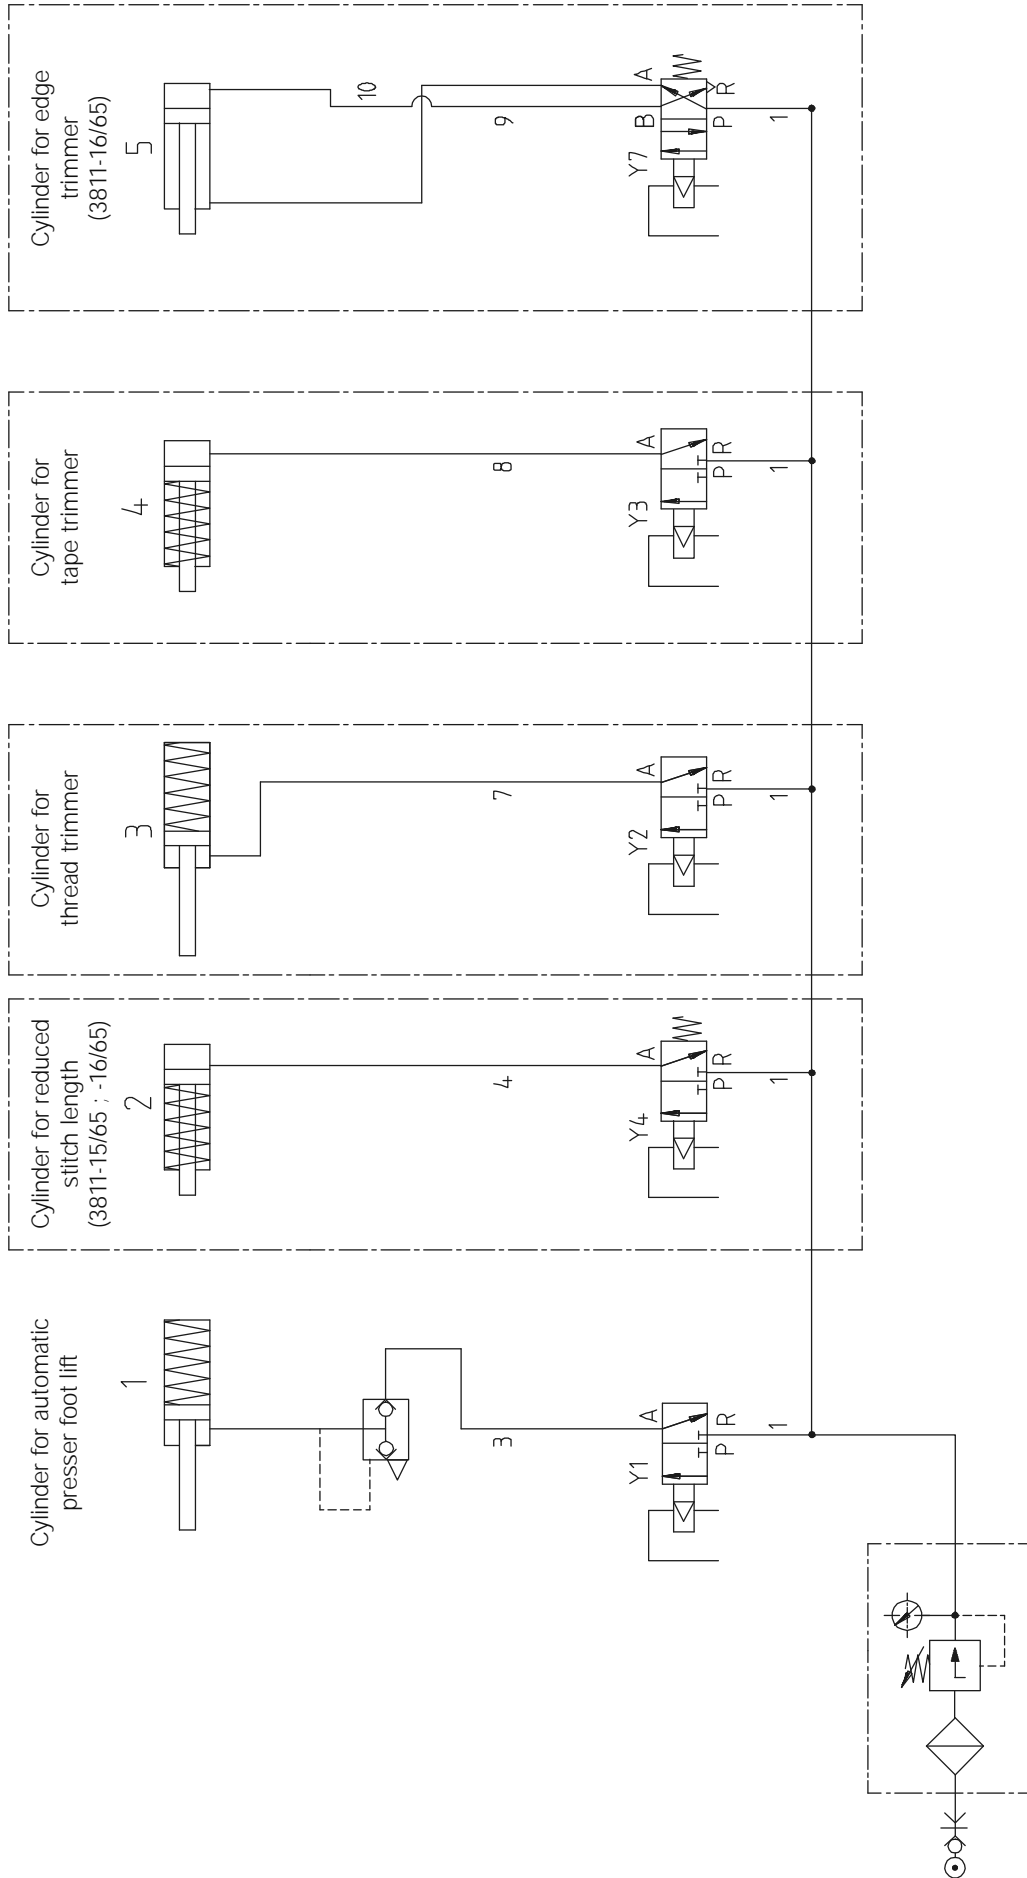 Cylinder for edge
trimmer
(3811-16/65)
5
10
9
A
B
R
P
Y7
1
Cylinder for
tape trimmer
4
8
A
R
P
Y3
1
Cylinder for
thread trimmer
3
7
A
R
P
Y2
1
Cylinder for reduced
stitch length
(3811-15/65 ; -16/65)
2
4
A
R
P
Y4
1
Cylinder for automatic
presser foot lift
1
3
A
R
P
Y1
1